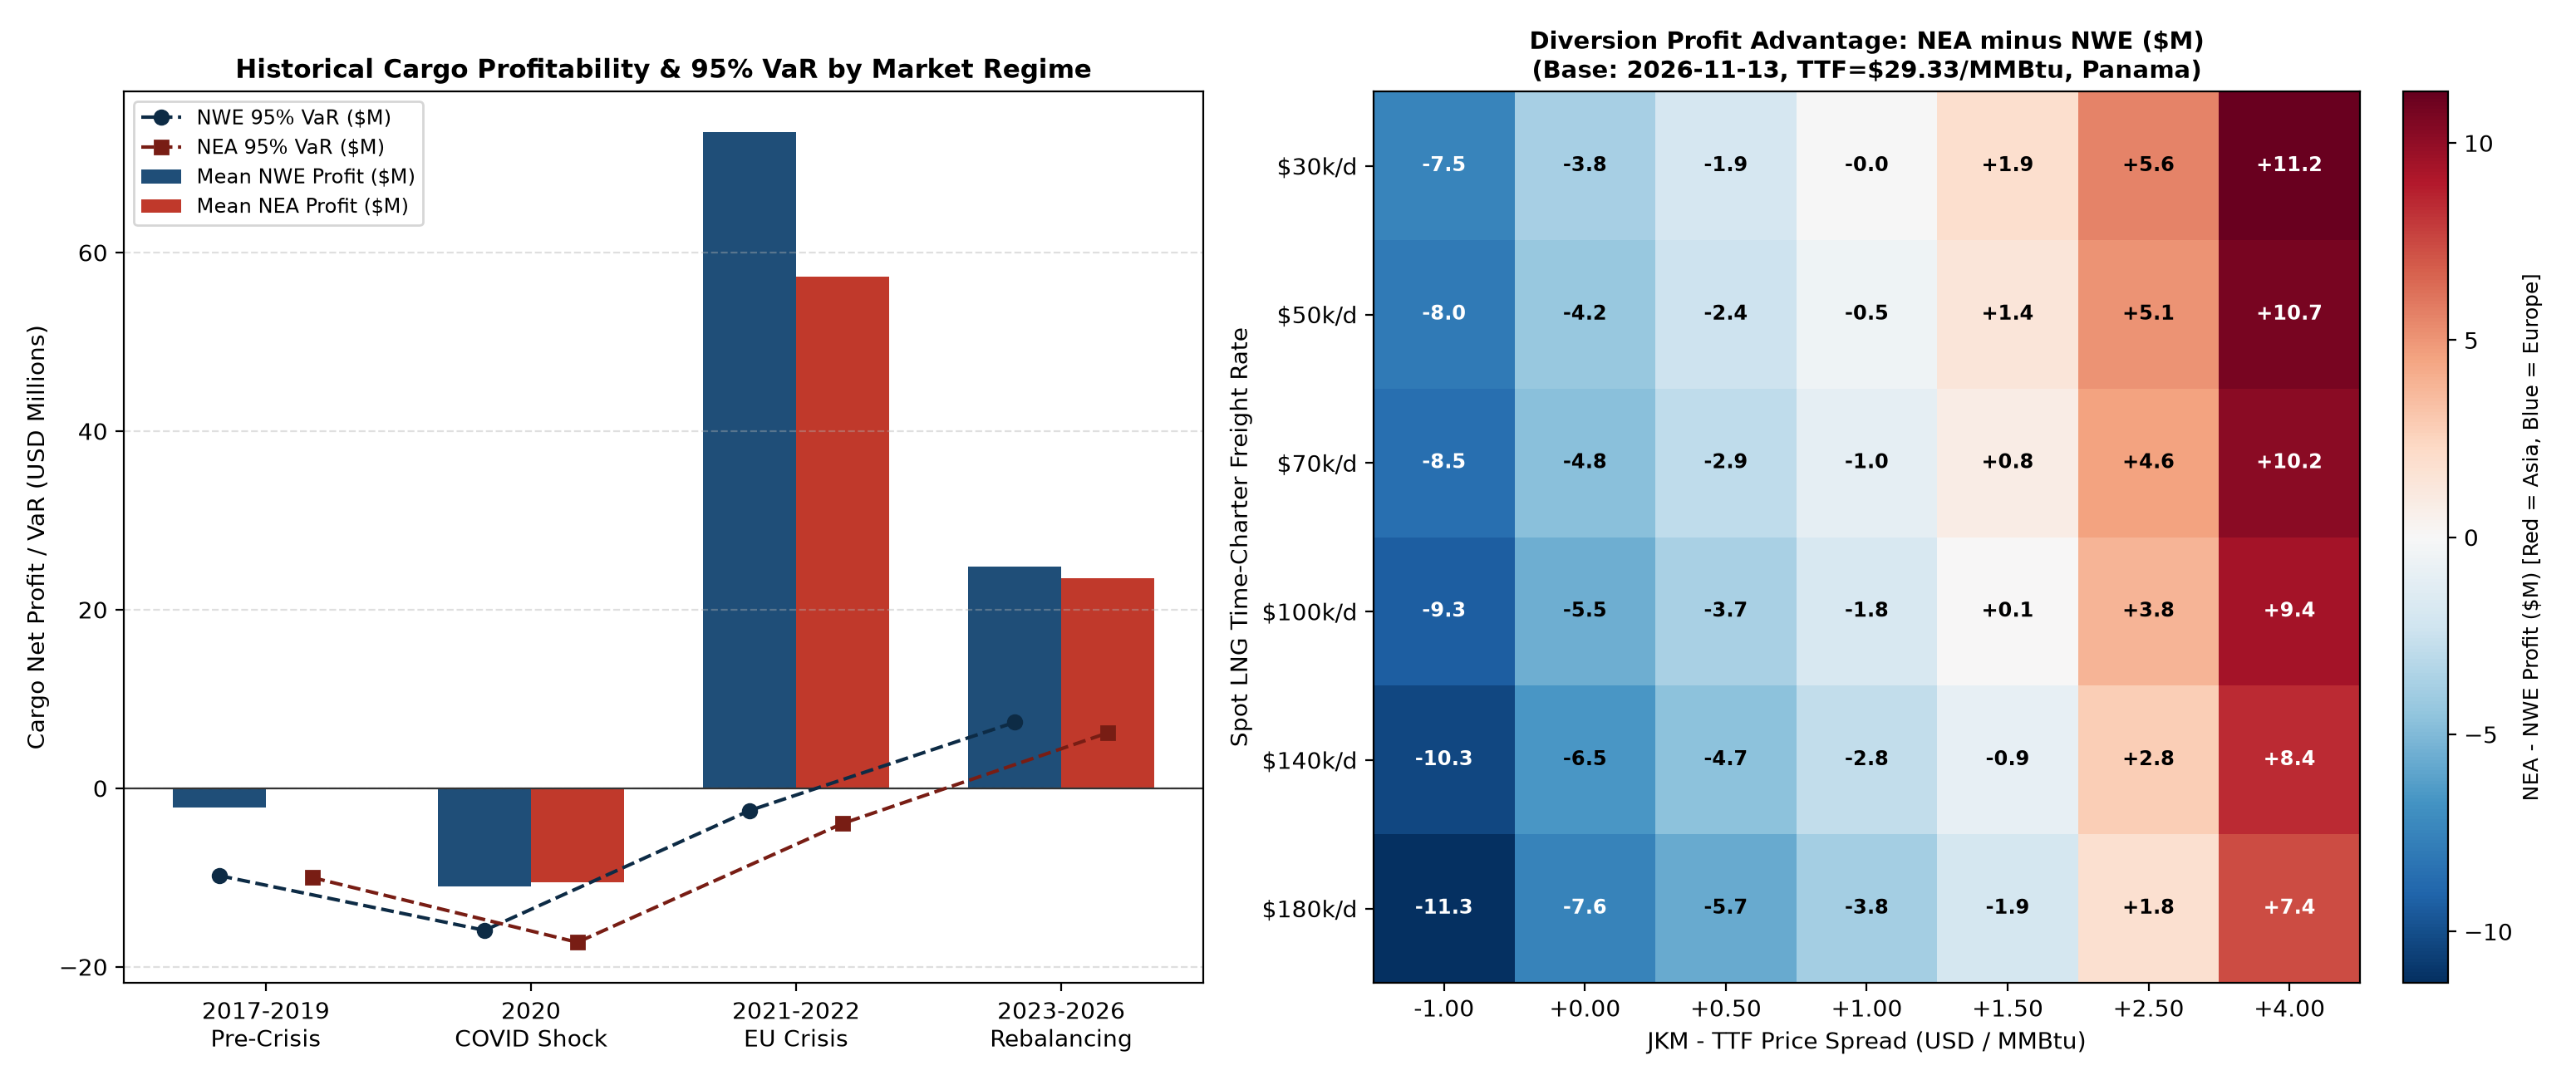 Historical Cargo Profitability & 95% VaR by Market Regime
NWE 95% VaR ($M)
NEA 95% VaR ($M)
Mean NWE Profit ($M)
Mean NEA Profit ($M)
Cargo Net Profit / VaR (USD Millions)
60
40
20
0
−20
2017-2019
Pre-Crisis
2020
COVID Shock
2021-2022
EU Crisis
2023-2026
Rebalancing
Diversion Profit Advantage: NEA minus NWE ($M)
(Base: 2026-11-13, TTF=$29.33/MMBtu, Panama)
Spot LNG Time-Charter Freight Rate
$30k/d -7.5 -3.8 -1.9 -0.0 +1.9 +5.6 +11.2
$50k/d -8.0 -4.2 -2.4 -0.5 +1.4 +5.1 +10.7
$70k/d -8.5 -4.8 -2.9 -1.0 +0.8 +4.6 +10.2
$100k/d -9.3 -5.5 -3.7 -1.8 +0.1 +3.8 +9.4
$140k/d -10.3 -6.5 -4.7 -2.8 -0.9 +2.8 +8.4
$180k/d -11.3 -7.6 -5.7 -3.8 -1.9 +1.8 +7.4
-1.00 +0.00 +0.50 +1.00 +1.50 +2.50 +4.00
JKM - TTF Price Spread (USD / MMBtu)
10
5
0
−5
−10
NEA - NWE Profit ($M) [Red = Asia, Blue = Europe]